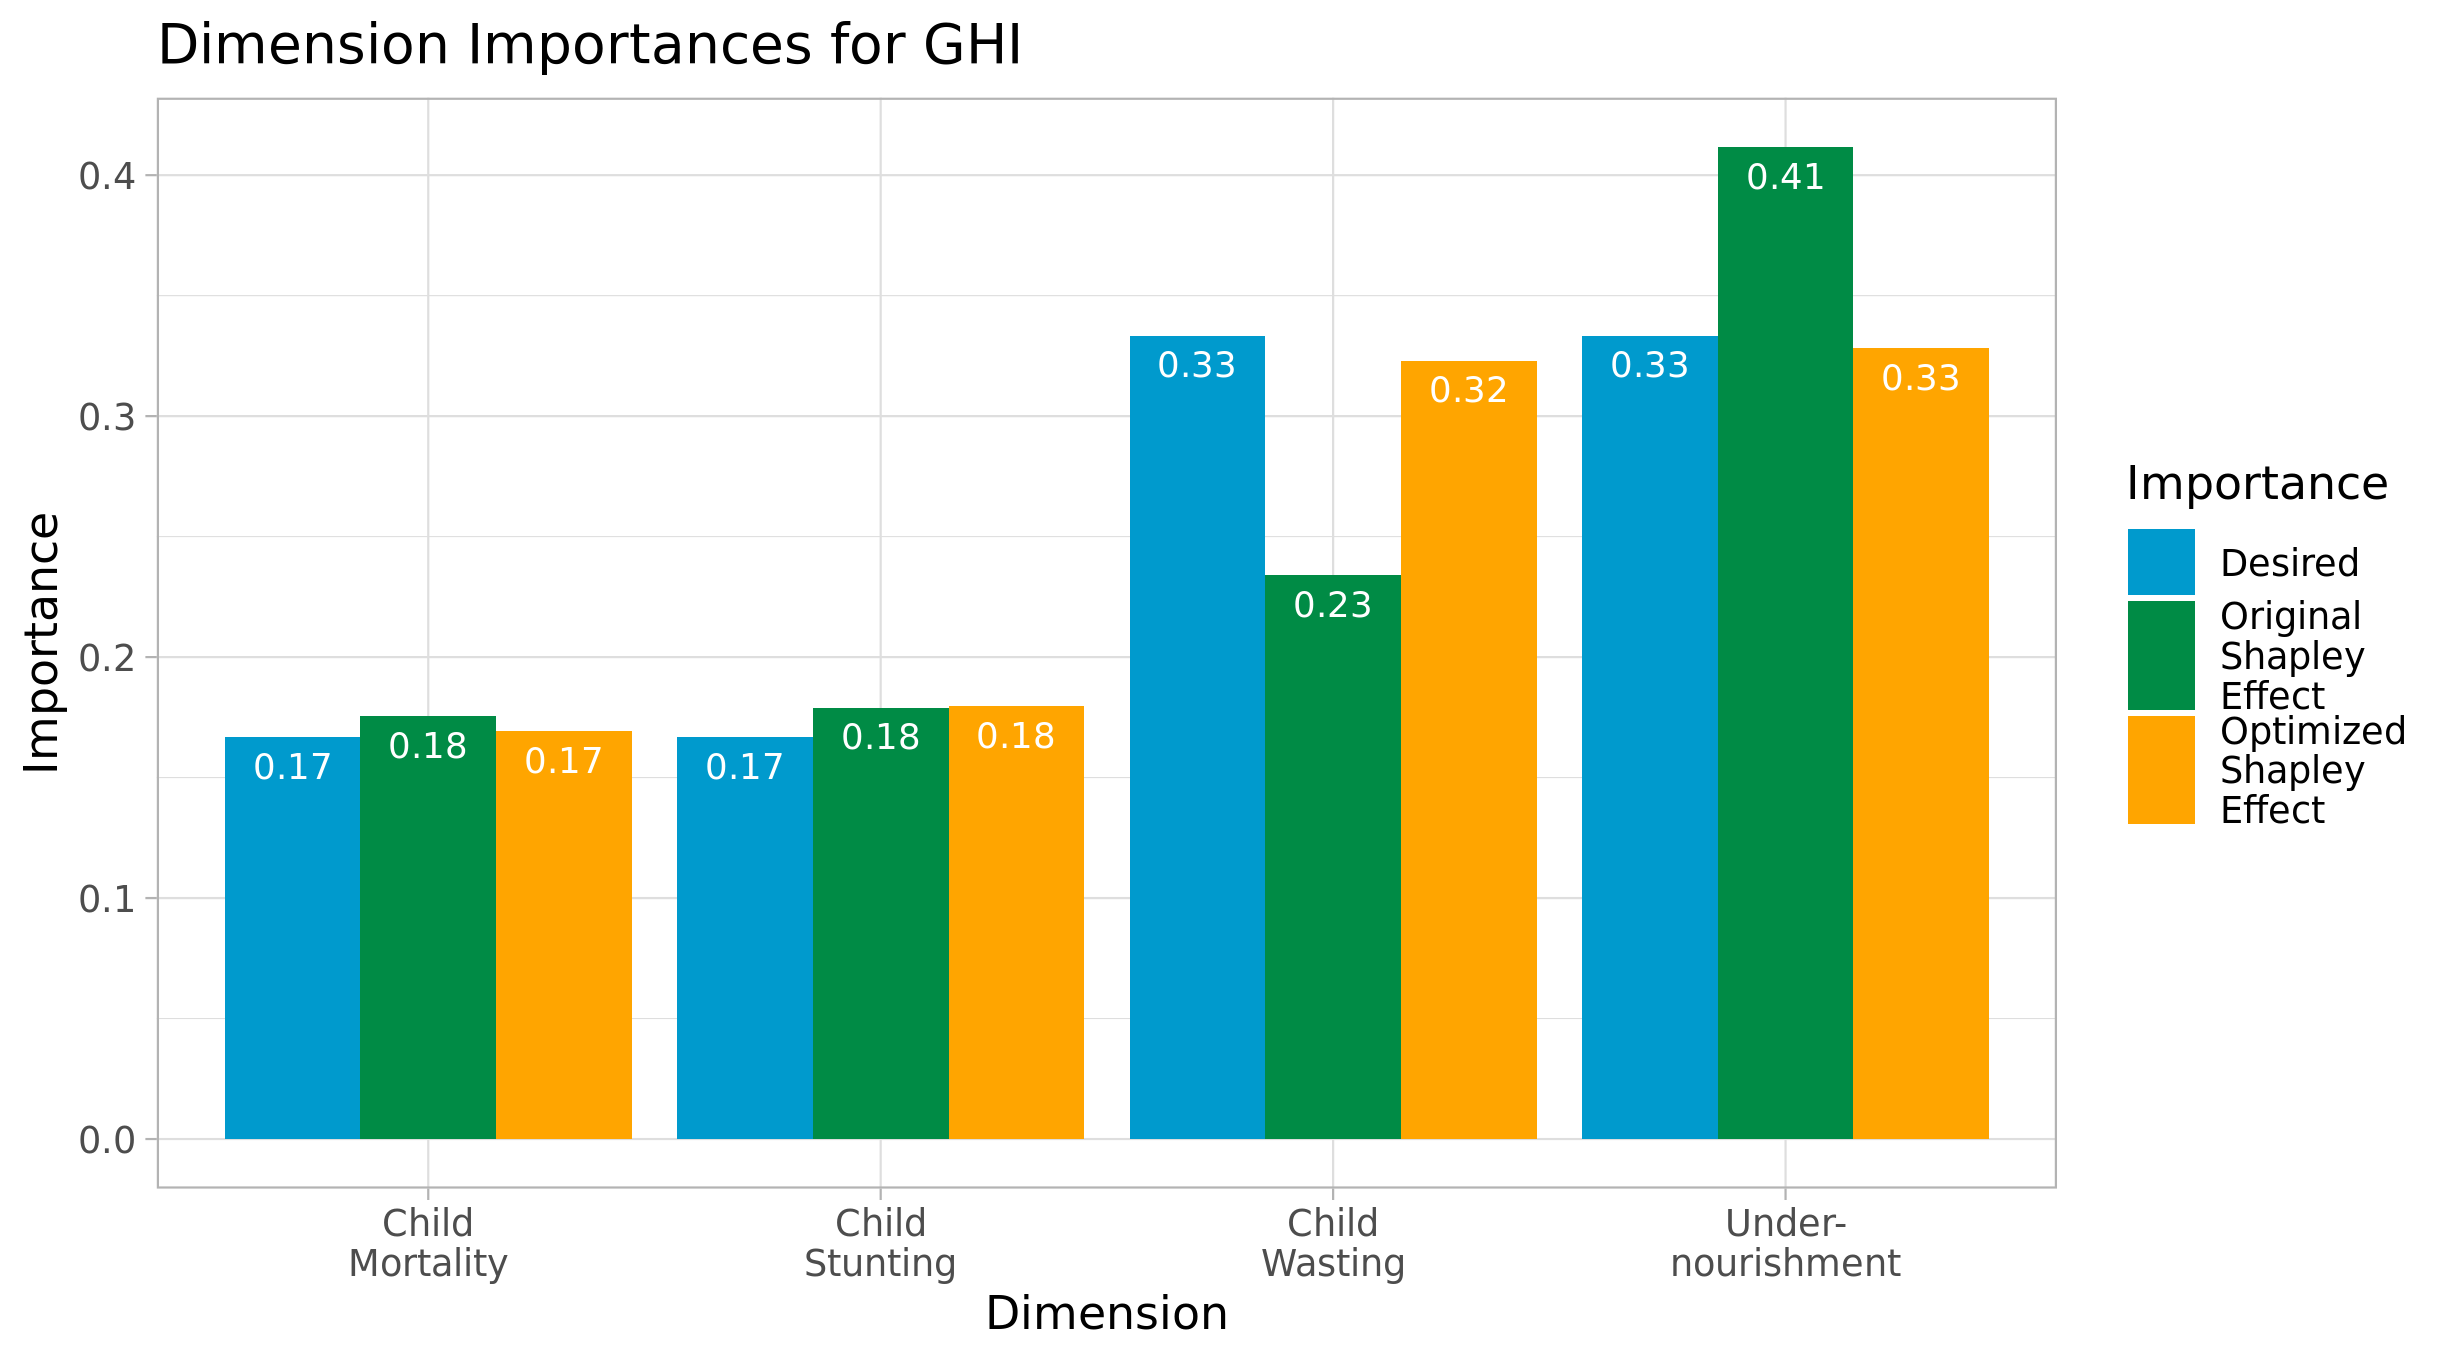 Dimension Importances for GHI
Importance
0.4
0.3
0.2
0.1
0.0
0.17
0.18
0.17
0.17
0.18
0.18
0.33
0.23
0.32
0.33
0.41
0.33
Child
Mortality
Child
Stunting
Child
Wasting
Under-
nourishment
Dimension
Importance
Desired
Original
Shapley
Effect
Optimized
Shapley
Effect